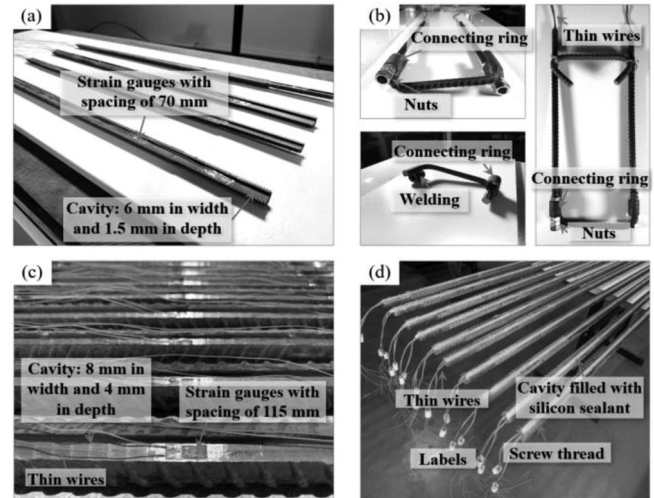 (a)
Strain gauges with
spacing of 70 mm
Cavity: 6 mm in width
and 1.5 mm in depth
(b)
Connecting ring
Nuts
Connecting ring
Welding
Thin wires
Connecting ring
Nuts
(c)
Cavity: 8 mm in
width and 4 mm
in depth
Strain gauges with
spacing of 115 mm
Thin wires
(d)
Thin wires
Cavity filled with
silicon sealant
Labels
Screw thread